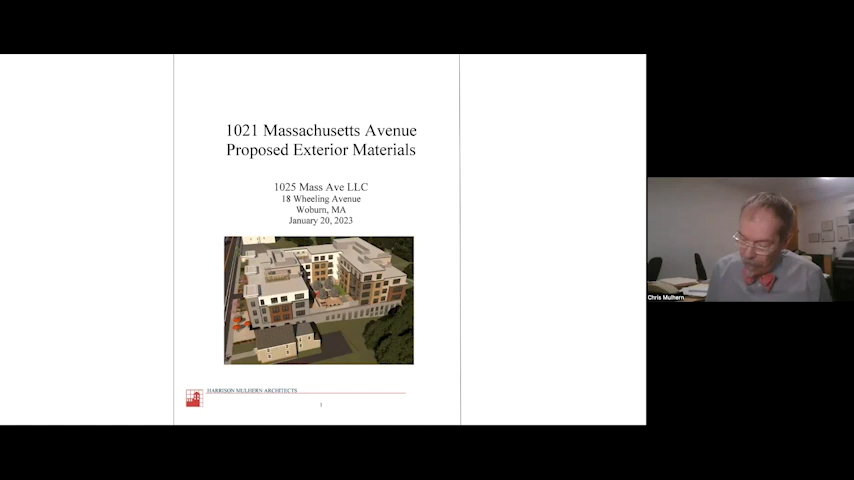 1021 Massachusetts Avenue
Proposed Exterior Materials
1025 Mass Ave LLC
18 Wheeling Avenue
Woburn, MA
January 20, 2023
HARRISON MULHERN ARCHITECTS
1
Chris Mulhern